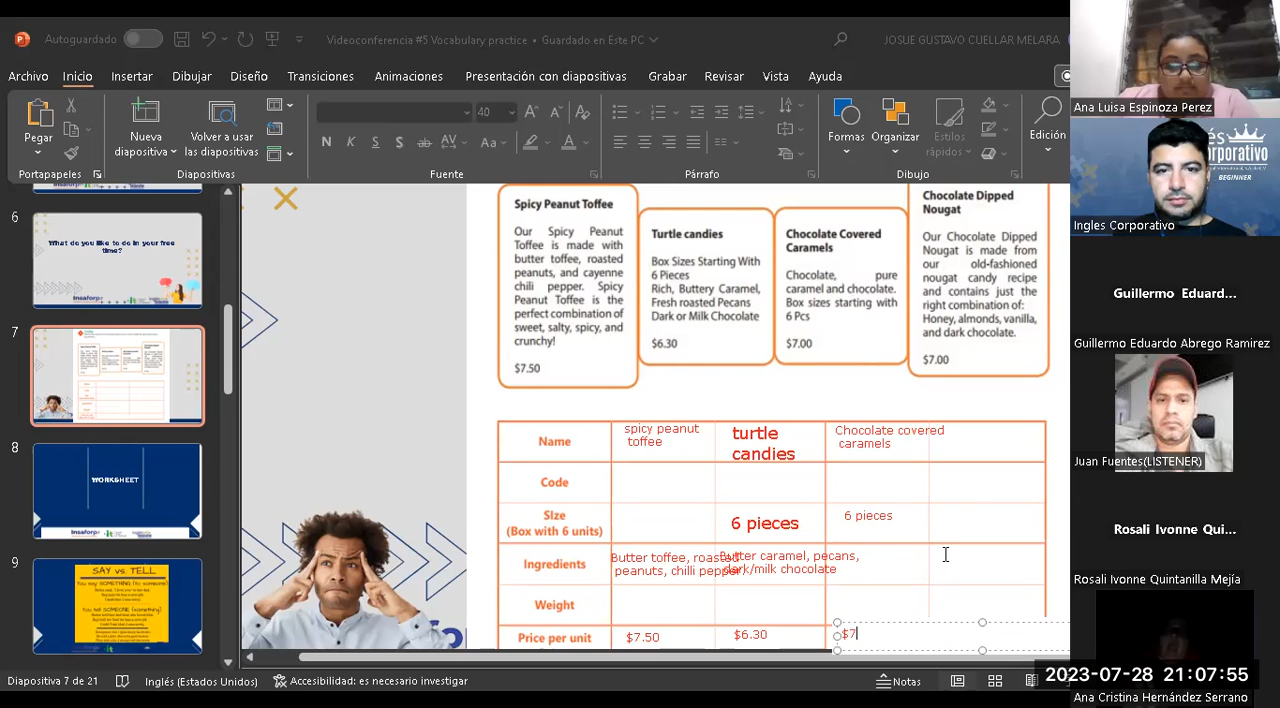 Autoguardado
Videoconferencia #5 Vocabulary practice • Guardado en Este PC
JOSUE GUSTAVO CUELLAR MELARA
Archivo Inicio Insertar Dibujar Diseño Transiciones Animaciones Presentación con diapositivas Grabar Revisar Vista Ayuda
Pegar
Nueva diapositiva
Volver a usar las diapositivas
40
N K S S ab AV Aa A
Formas
Organizar
Estilos rápidos
Edición
Portapapeles
Diapositivas
Fuente
Párrafo
Dibujo
6
What do you like to do in your free
time?
7
8
WORKSHEET
9
SAY vs TELL
Spicy Peanut Toffee
Our Spicy Peanut
Toffee is made with
butter toffee, roasted
peanuts, and cayenne
chili pepper. Spicy
Peanut Toffee is the
perfect combination of
sweet, salty, spicy, and
crunchy!
$7.50
Turtle candies
Box Sizes Starting With
6 Pieces
Rich, Buttery Caramel,
Fresh roasted Pecans
Dark or Milk Chocolate
$6.30
Chocolate Covered
Caramels
Chocolate, pure
caramel and chocolate.
Box sizes starting with
6 Pcs
$7.00
Chocolate Dipped
Nougat
Our Chocolate Dipped
Nougat is made from
our old-fashioned
nougat candy recipe
and contains just the
right combination of:
Honey, almonds, vanilla,
and dark chocolate.
$7.00
Name
spicy peanut
toffee
turtle
candies
Chocolate covered
caramels
Code
SIze
(Box with 6 units)
6 pieces
6 pieces
Ingredients
Butter toffee, roasted
peanuts, chilli pepper
Butter caramel, pecans,
dark/milk chocolate
Weight
Price per unit
$7.50
$6.30
$7
Diapositiva 7 de 21
Inglés (Estados Unidos)
Accesibilidad: es necesario investigar
Notas
Ana Luisa Espinoza Perez
és
orporativo
BEGINNER
Ingles Corporativo
Guillermo Eduard...
Guillermo Eduardo Abrego Ramirez
Juan Fuentes(LISTENER)
Rosali Ivonne Qui...
Rosali Ivonne Quintanilla Mejía
2023-07-28 21:07:55
Ana Cristina Hernández Serrano